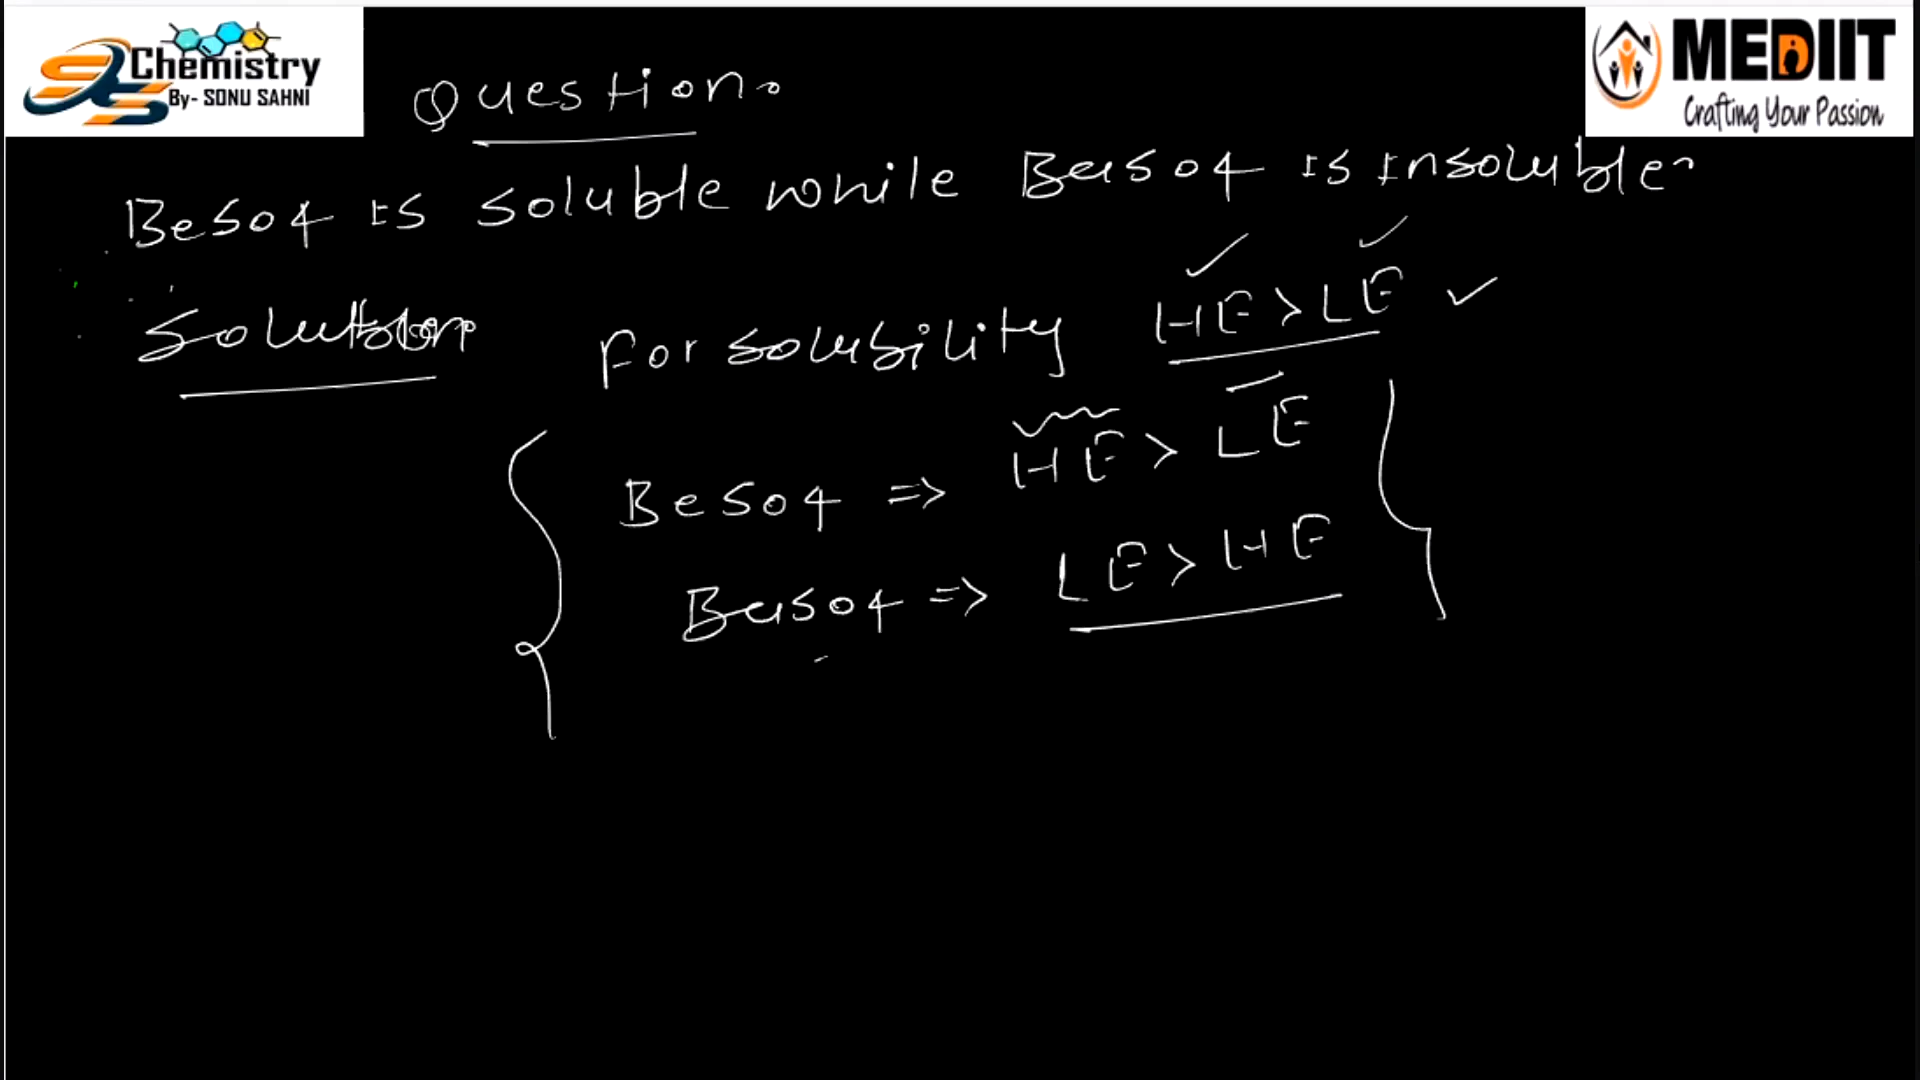 Chemistry
By- SONU SAHNI
MEDIIT
Crafting Your Passion
Question.
BeSO4 is soluble while BaSO4 is insoluble.
Solution
For solubility HE > LE ✓
BeSO4 => HE > LE
BaSO4 => LE > HE